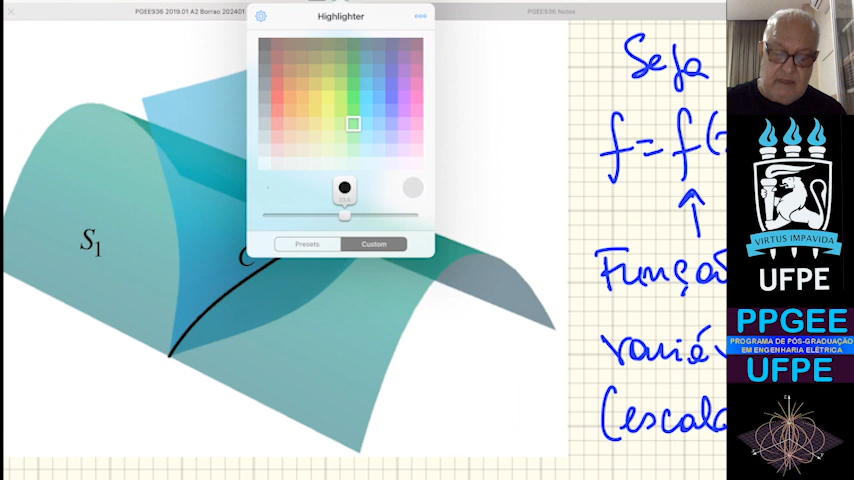 PGEE936 2019.01 A2 Borrao 202401
PGEE936 Notes
Highlighter
Presets
Custom
S1
C
Seja
f = f(
Função
variáv
(escala
VIRTUS IMPAVIDA
UFPE
PPGEE
PROGRAMA DE PÓS-GRADUAÇÃO
EM ENGENHARIA ELÉTRICA
UFPE